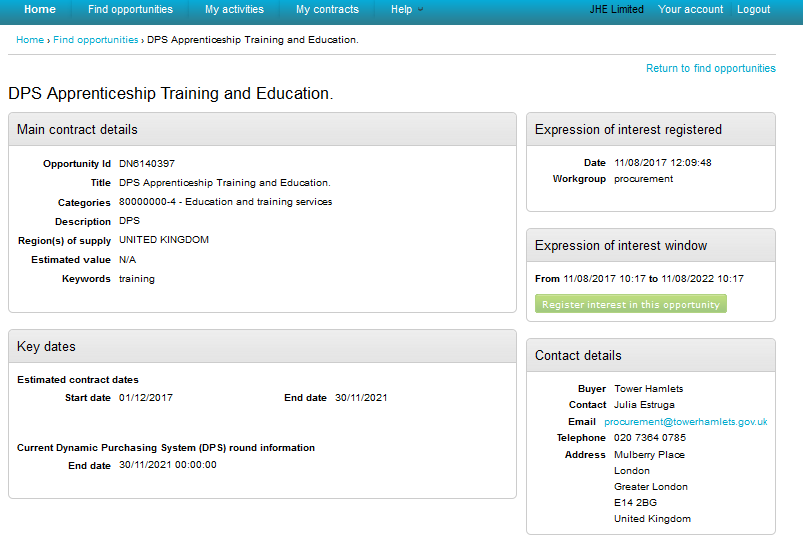 Home Find opportunities My activities My contracts Help JHE Limited Your account Logout
Home › Find opportunities › DPS Apprenticeship Training and Education.
Return to find opportunities
DPS Apprenticeship Training and Education.
Main contract details
Opportunity Id DN6140397
Title DPS Apprenticeship Training and Education.
Categories 80000000-4 - Education and training services
Description DPS
Region(s) of supply UNITED KINGDOM
Estimated value N/A
Keywords training
Key dates
Estimated contract dates
Start date 01/12/2017 End date 30/11/2021
Current Dynamic Purchasing System (DPS) round information
End date 30/11/2021 00:00:00
Expression of interest registered
Date 11/08/2017 12:09:48
Workgroup procurement
Expression of interest window
From 11/08/2017 10:17 to 11/08/2022 10:17
Register interest in this opportunity
Contact details
Buyer Tower Hamlets
Contact Julia Estruga
Email procurement@towerhamlets.gov.uk
Telephone 020 7364 0785
Address Mulberry Place
London
Greater London
E14 2BG
United Kingdom